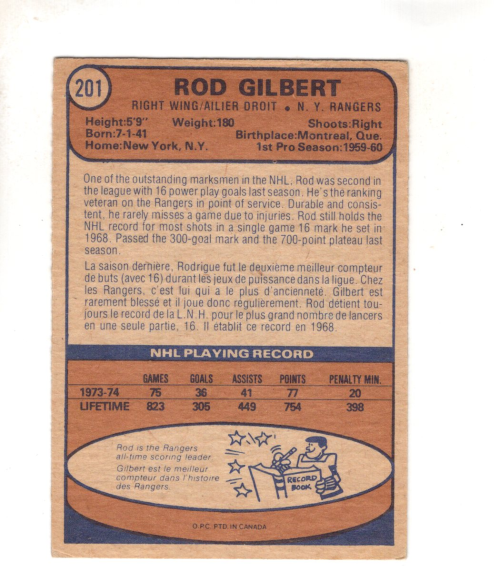 201
ROD GILBERT
RIGHT WING/AILIER DROIT • N. Y. RANGERS
Height:5'9" Weight:180 Shoots:Right
Born:7-1-41 Birthplace:Montreal, Que.
Home:New York, N.Y. 1st Pro Season:1959-60
One of the outstanding marksmen in the NHL. Rod was second in
the league with 16 power play goals last season. He's the ranking
veteran on the Rangers in point of service. Durable and consis-
tent, he rarely misses a game due to injuries. Rod still holds the
NHL record for most shots in a single game 16 mark he set in
1968. Passed the 300-goal mark and the 700-point plateau last
season.
La saison dernière, Rodrigue fut le deuxième meilleur compteur
de buts (avec 16) durant les jeux de puissance dans la ligue. Chez
les Rangers, c'est lui qui a le plus d'ancienneté. Gilbert est
rarement blessé et il joue donc régulièrement. Rod détient tou-
jours le record de la L.N.H. pour le plus grand nombre de lancers
en une seule partie, 16. Il établit ce record en 1968.
NHL PLAYING RECORD
GAMES GOALS ASSISTS POINTS PENALTY MIN.
1973-74 75 36 41 77 20
LIFETIME 823 305 449 754 398
Rod is the Rangers
all-time scoring leader.
Gilbert est le meilleur
compteur dans l'histoire
des Rangers.
RECORD
BOOK
O.P.C. PTD. IN CANADA